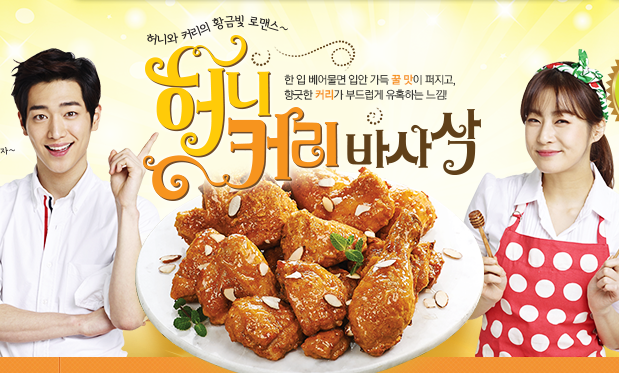 허니와 커리의 황금빛 로맨스~
한 입 베어물면 입안 가득 꿀 맛이 퍼지고,
향긋한 커리가 부드럽게 유혹하는 느낌!
허니
커리 바사삭
자~